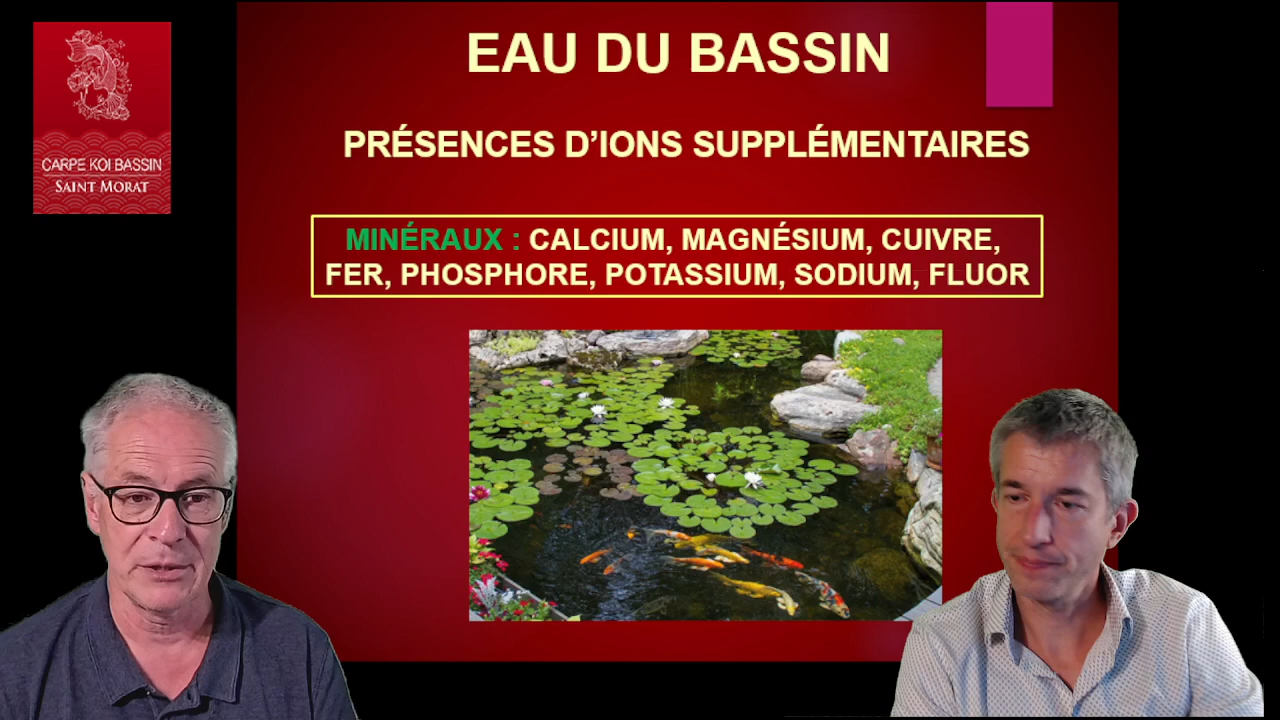 EAU DU BASSIN
PRÉSENCES D'IONS SUPPLÉMENTAIRES
MINÉRAUX : CALCIUM, MAGNÉSIUM, CUIVRE,
FER, PHOSPHORE, POTASSIUM, SODIUM, FLUOR
CARPE KOI BASSIN
SAINT MORAT